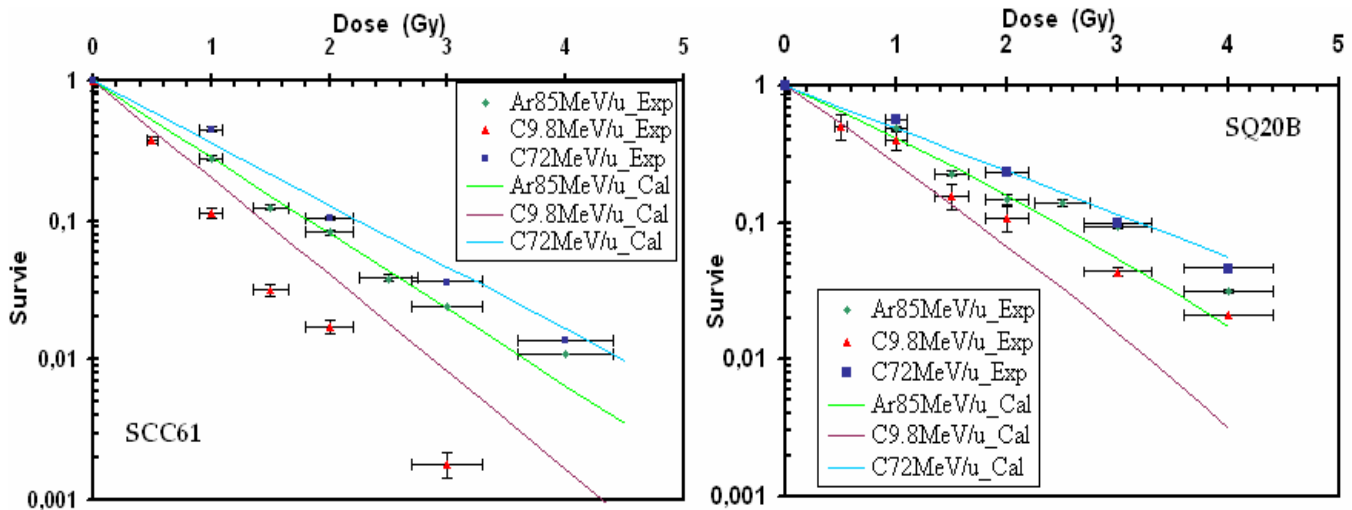 Dose (Gy)
0 1 2 3 4 5
1
0,1
0,01
0,001
Survie
Ar85MeV/u_Exp
C9.8MeV/u_Exp
C72MeV/u_Exp
Ar85MeV/u_Cal
C9.8MeV/u_Cal
C72MeV/u_Cal
SCC61
Dose (Gy)
0 1 2 3 4 5
1
0,1
0,01
0,001
Survie
SQ20B
Ar85MeV/u_Exp
C9.8MeV/u_Exp
C72MeV/u_Exp
Ar85MeV/u_Cal
C9.8MeV/u_Cal
C72MeV/u_Cal